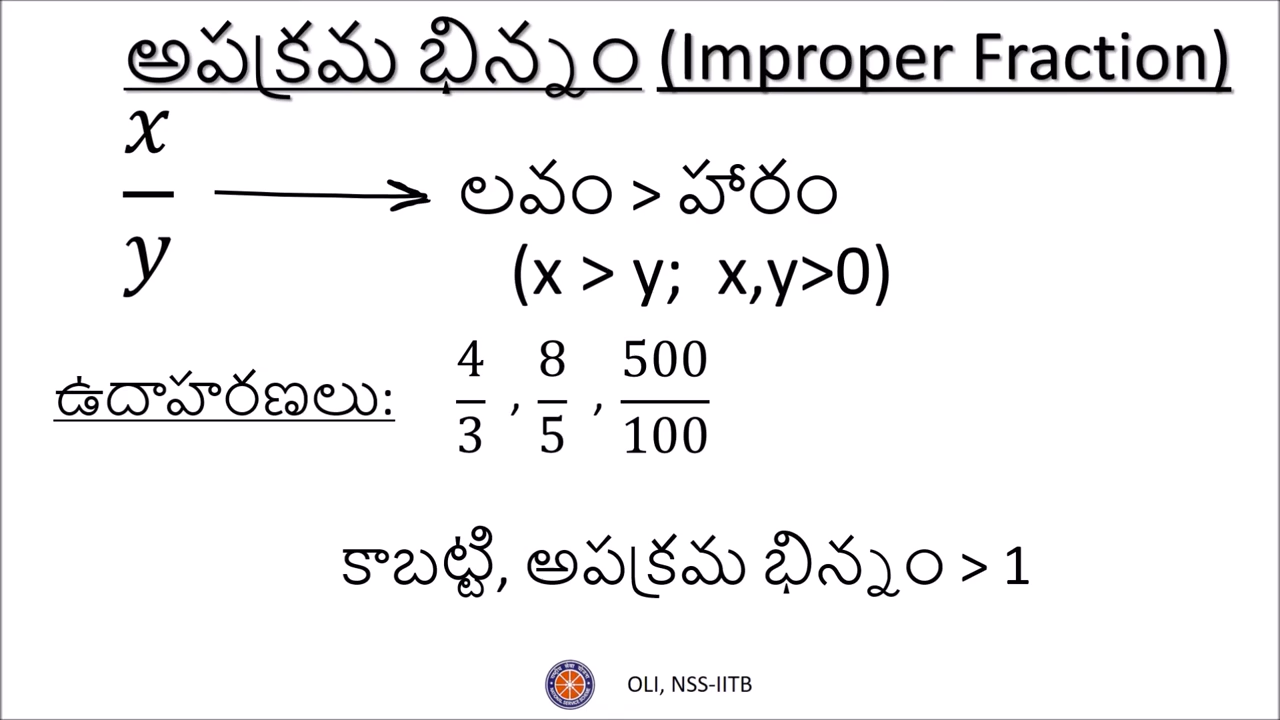 అపక్రమ భిన్నం (Improper Fraction)
x/y → లవం > హారం
(x > y; x,y>0)
ఉదాహరణలు: 4/3 , 8/5 , 500/100
కాబట్టి, అపక్రమ భిన్నం > 1
OLI, NSS-IITB